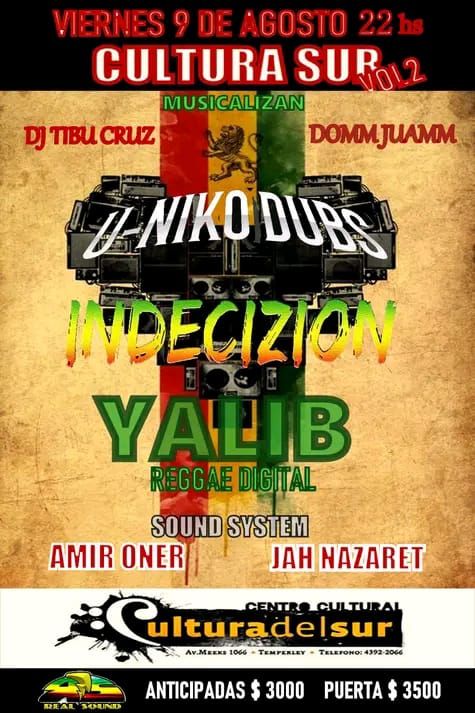 VIERNES 9 DE AGOSTO 22 hs
CULTURA SUR VOL2
MUSICALIZAN
DJ TIBU CRUZ DOMM JUAMM
U-NIKO DUBS
INDECIZION
YALIB
REGGAE DIGITAL
SOUND SYSTEM
AMIR ONER JAH NAZARET
CENTRO CULTURAL
Culturadelsur
AV.MEEKS 1066 • TEMPERLEY • TELEFONO: 4392-2066
REAL SOUND
ANTICIPADAS $ 3000 PUERTA $ 3500